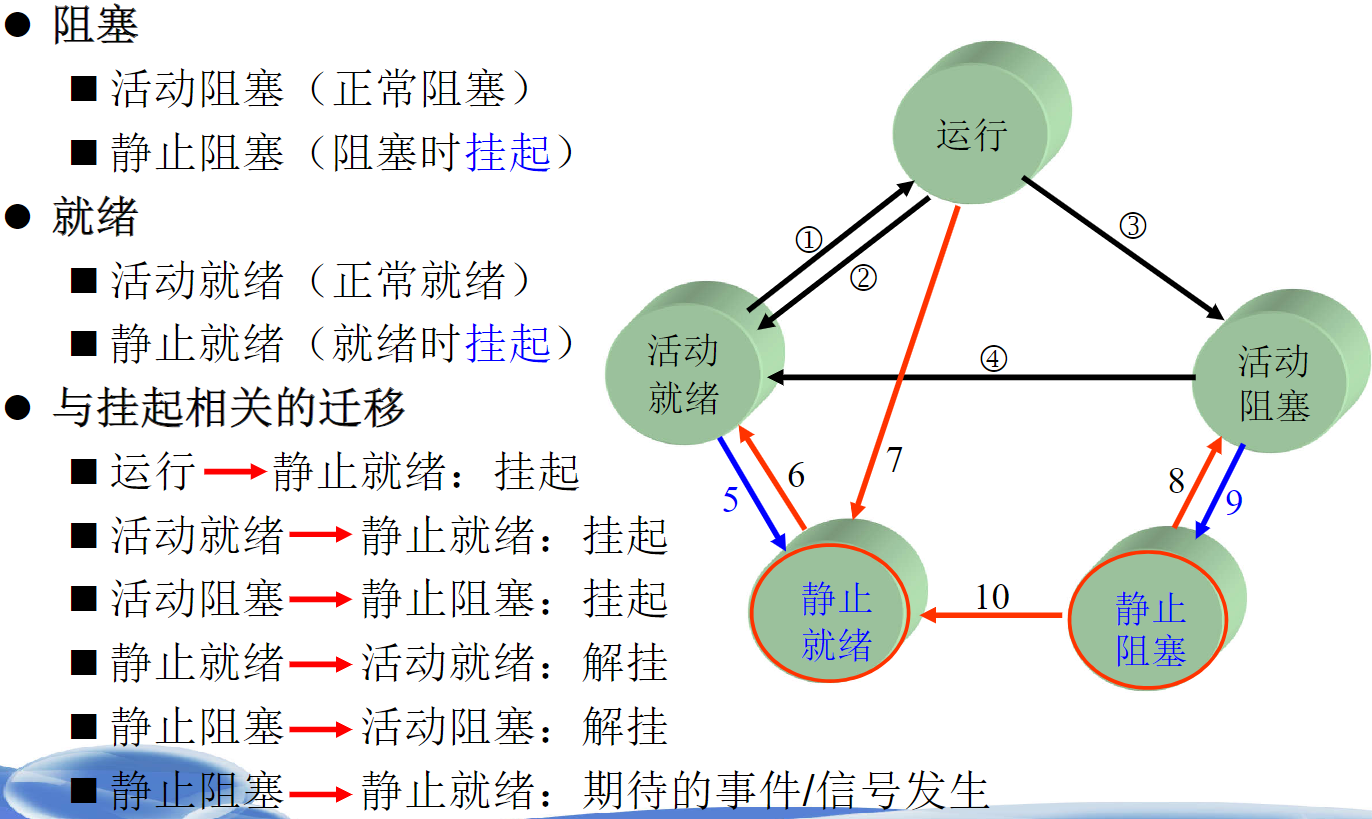 ● 阻塞
■ 活动阻塞（正常阻塞）
■ 静止阻塞（阻塞时挂起）
● 就绪
■ 活动就绪（正常就绪）
■ 静止就绪（就绪时挂起）
● 与挂起相关的迁移
■ 运行→静止就绪：挂起
■ 活动就绪→静止就绪：挂起
■ 活动阻塞→静止阻塞：挂起
■ 静止就绪→活动就绪：解挂
■ 静止阻塞→活动阻塞：解挂
■ 静止阻塞→静止就绪：期待的事件/信号发生
运行
①
②
③
活动
就绪
④
活动
阻塞
5
6
7
8
9
静止
就绪
10
静止
阻塞